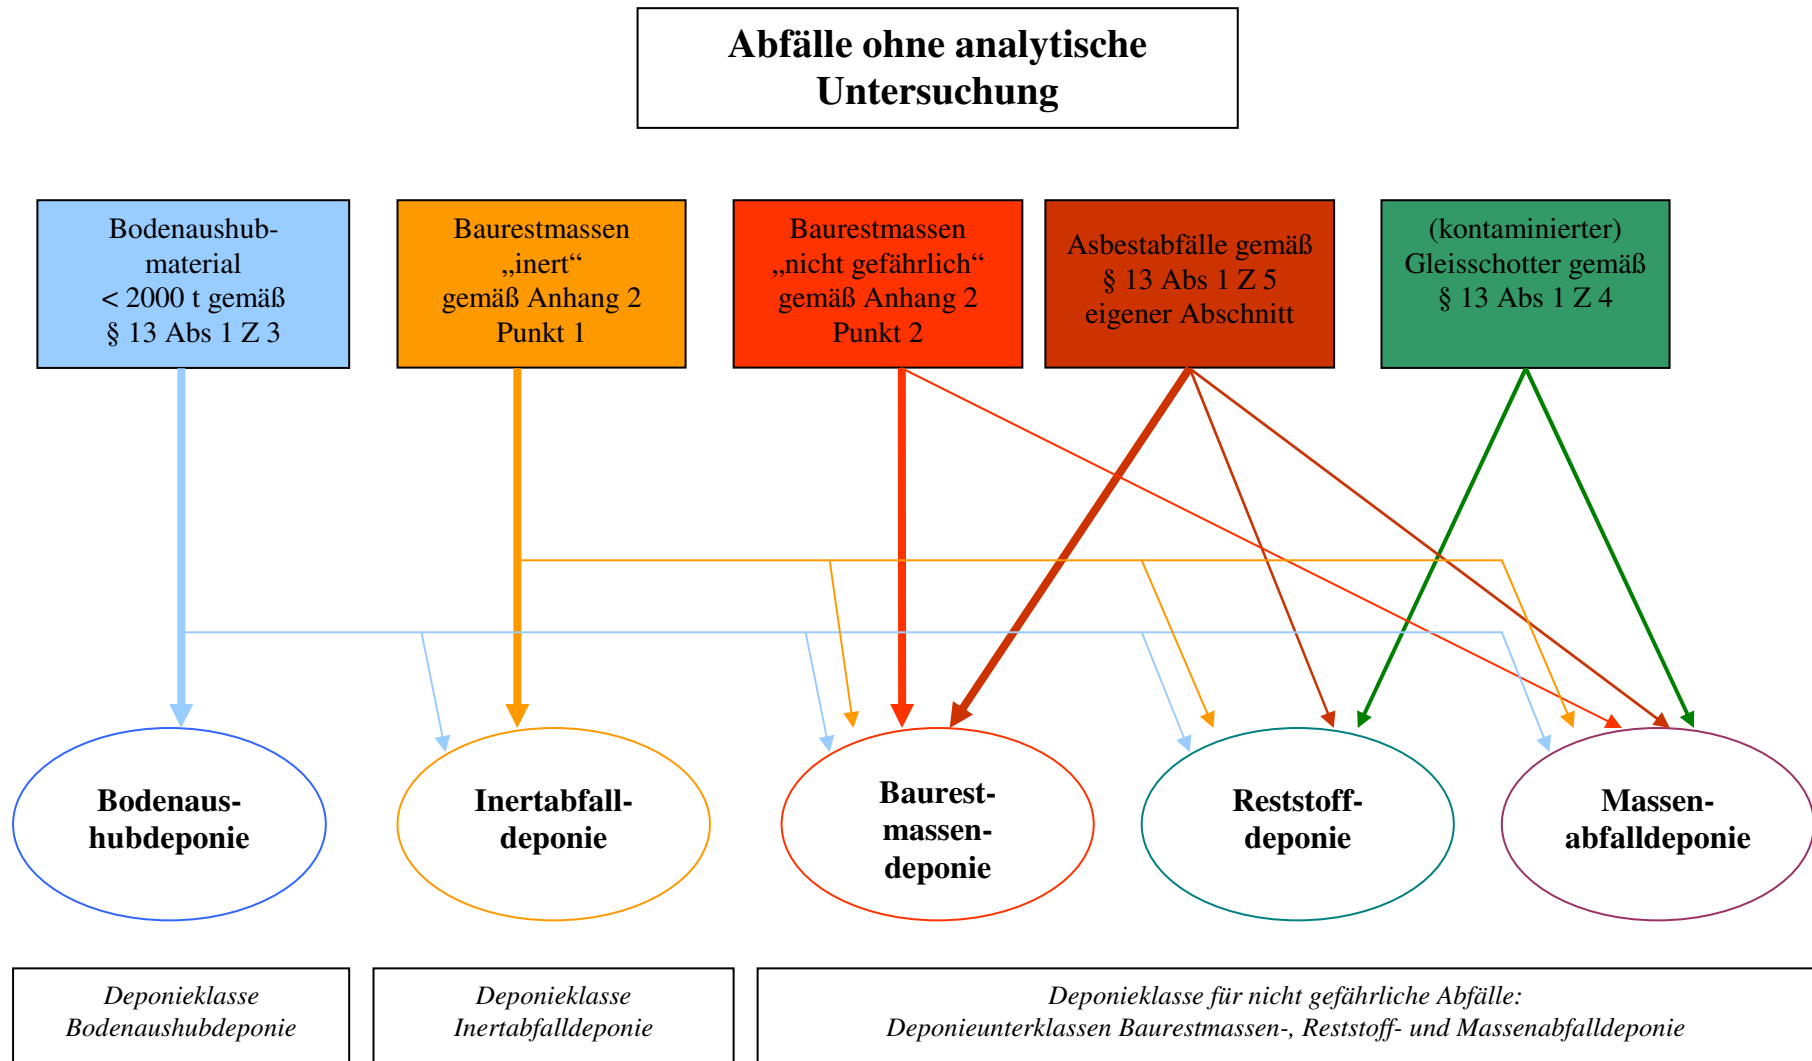 Abfälle ohne analytische
Untersuchung
Bodenaushub-
material
< 2000 t gemäß
§ 13 Abs 1 Z 3
Baurestmassen
„inert“
gemäß Anhang 2
Punkt 1
Baurestmassen
„nicht gefährlich“
gemäß Anhang 2
Punkt 2
Asbestabfälle gemäß
§ 13 Abs 1 Z 5
eigener Abschnitt
(kontaminierter)
Gleisschotter gemäß
§ 13 Abs 1 Z 4
Bodenaus-
hubdeponie
Inertabfall-
deponie
Baurest-
massen-
deponie
Reststoff-
deponie
Massen-
abfalldeponie
Deponieklasse
Bodenaushubdeponie
Deponieklasse
Inertabfalldeponie
Deponieklasse für nicht gefährliche Abfälle:
Deponieunterklassen Baurestmassen-, Reststoff- und Massenabfalldeponie